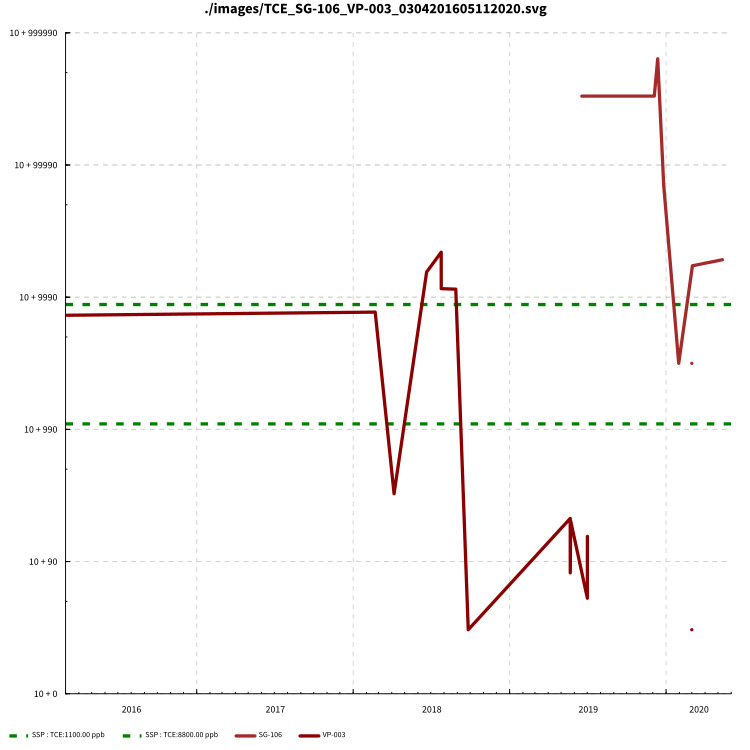 ./images/TCE_SG-106_VP-003_0304201605112020.svg
10 + 999990
10 + 99990
10 + 9990
10 + 990
10 + 90
10 + 0
2016 2017 2018 2019 2020
SSP : TCE:1100.00 ppb SSP : TCE:8800.00 ppb SG-106 VP-003